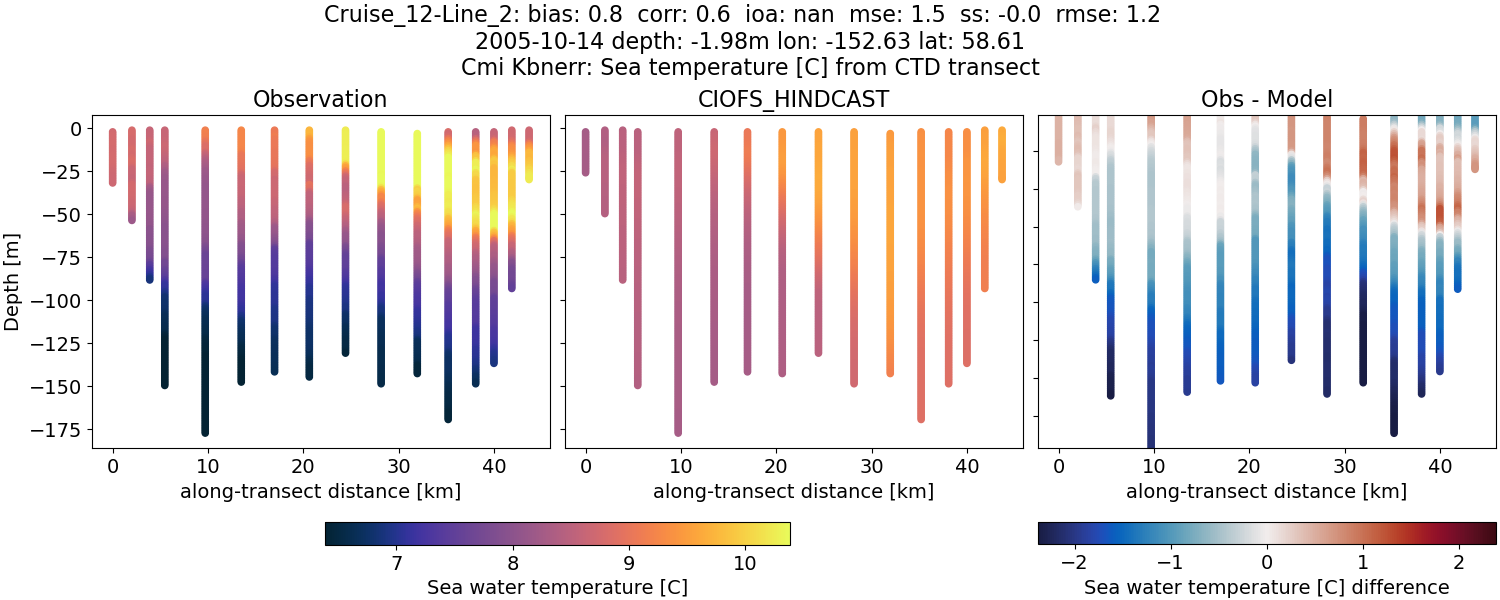 Cruise_12-Line_2: bias: 0.8  corr: 0.6  ioa: nan  mse: 1.5  ss: -0.0  rmse: 1.2
2005-10-14 depth: -1.98m lon: -152.63 lat: 58.61
Cmi Kbnerr: Sea temperature [C] from CTD transect
Observation
CIOFS_HINDCAST
Obs - Model
Depth [m]
0
−25
−50
−75
−100
−125
−150
−175
0 10 20 30 40
0 10 20 30 40
0 10 20 30 40
along-transect distance [km]
along-transect distance [km]
along-transect distance [km]
7 8 9 10
Sea water temperature [C]
−2 −1 0 1 2
Sea water temperature [C] difference